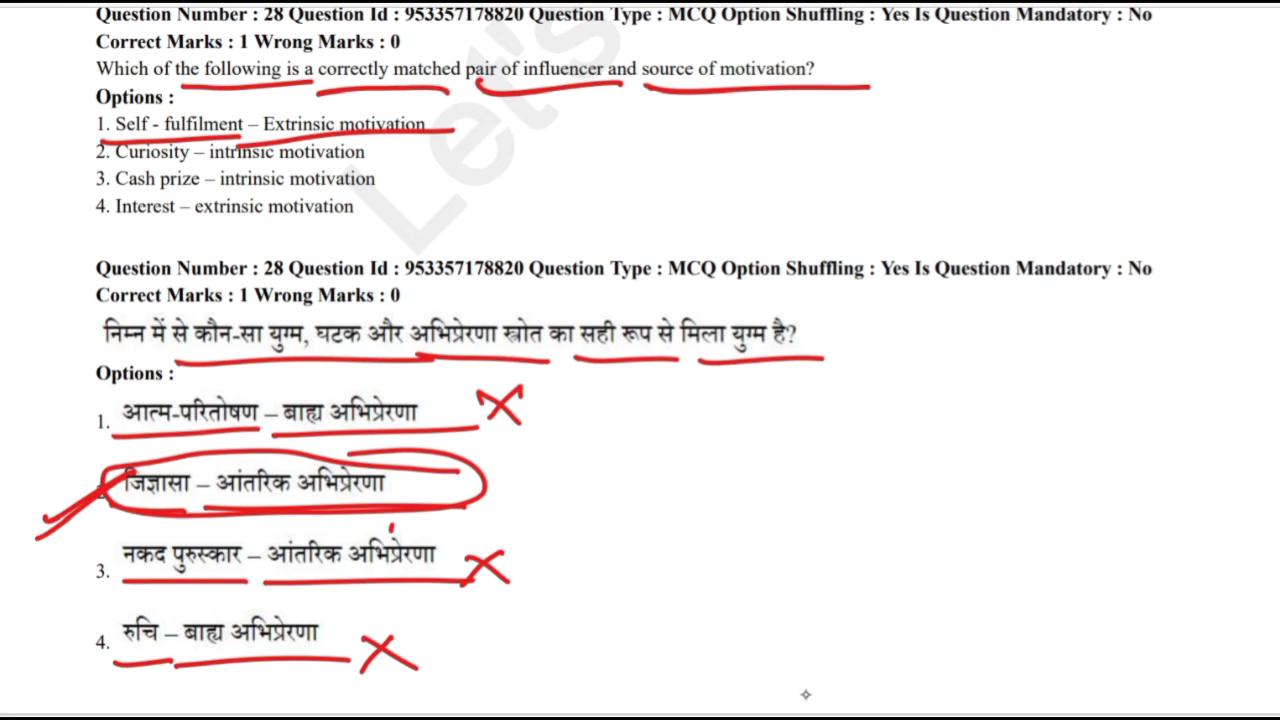 Question Number : 28 Question Id : 953357178820 Question Type : MCQ Option Shuffling : Yes Is Question Mandatory : No
Correct Marks : 1 Wrong Marks : 0
Which of the following is a correctly matched pair of influencer and source of motivation?
Options :
1. Self - fulfilment – Extrinsic motivation
2. Curiosity – intrinsic motivation
3. Cash prize – intrinsic motivation
4. Interest – extrinsic motivation
Let's
Question Number : 28 Question Id : 953357178820 Question Type : MCQ Option Shuffling : Yes Is Question Mandatory : No
Correct Marks : 1 Wrong Marks : 0
निम्न में से कौन-सा युग्म, घटक और अभिप्रेरणा स्त्रोत का सही रूप से मिला युग्म है?
Options :
1. आत्म-परितोषण – बाह्य अभिप्रेरणा
जिज्ञासा – आंतरिक अभिप्रेरणा
3. नकद पुरुस्कार – आंतरिक अभिप्रेरणा
4. रुचि – बाह्य अभिप्रेरणा